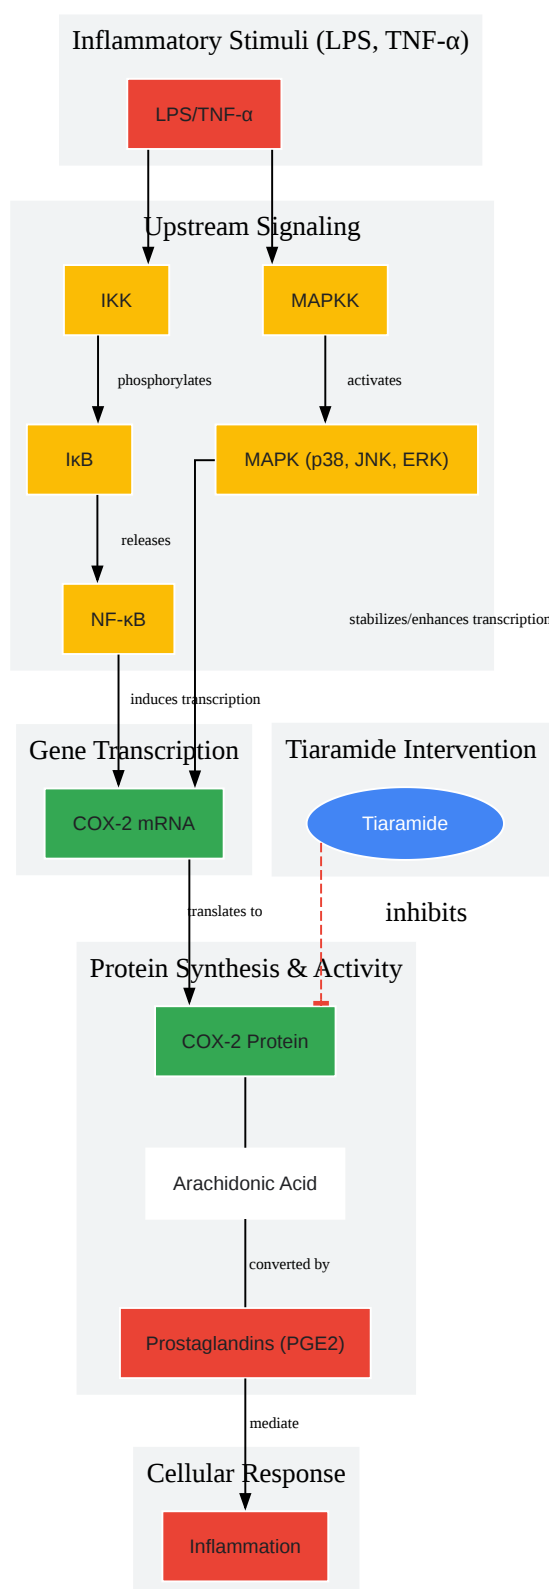 Inflammatory Stimuli (LPS, TNF-α)
LPS/TNF-α
Upstream Signaling
IKK
MAPKK
phosphorylates
activates
IκB
MAPK (p38, JNK, ERK)
releases
NF-κB
stabilizes/enhances transcription
induces transcription
Gene Transcription
Tiaramide Intervention
COX-2 mRNA
Tiaramide
translates to
inhibits
Protein Synthesis & Activity
COX-2 Protein
Arachidonic Acid
converted by
Prostaglandins (PGE2)
mediate
Cellular Response
Inflammation